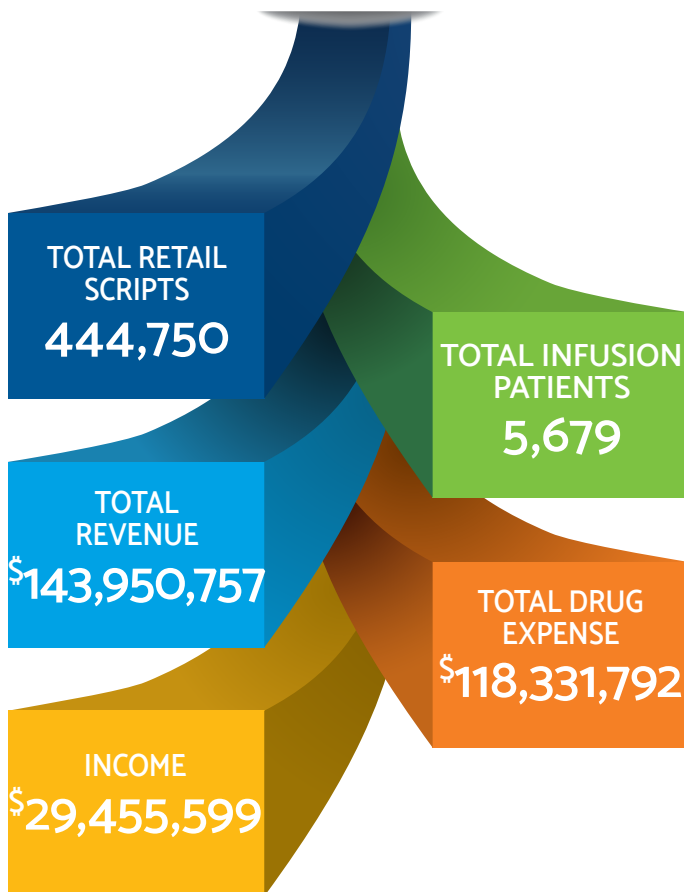 TOTAL RETAIL
SCRIPTS
444,750
TOTAL INFUSION
PATIENTS
5,679
TOTAL
REVENUE
$143,950,757
TOTAL DRUG
EXPENSE
$118,331,792
INCOME
$29,455,599